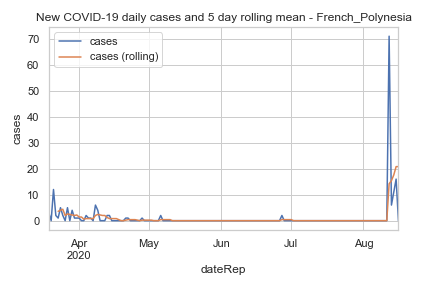 New COVID-19 daily cases and 5 day rolling mean - French_Polynesia
cases
cases (rolling)
70
60
50
40
30
20
10
0
cases
Apr
2020
May
Jun
Jul
Aug
dateRep